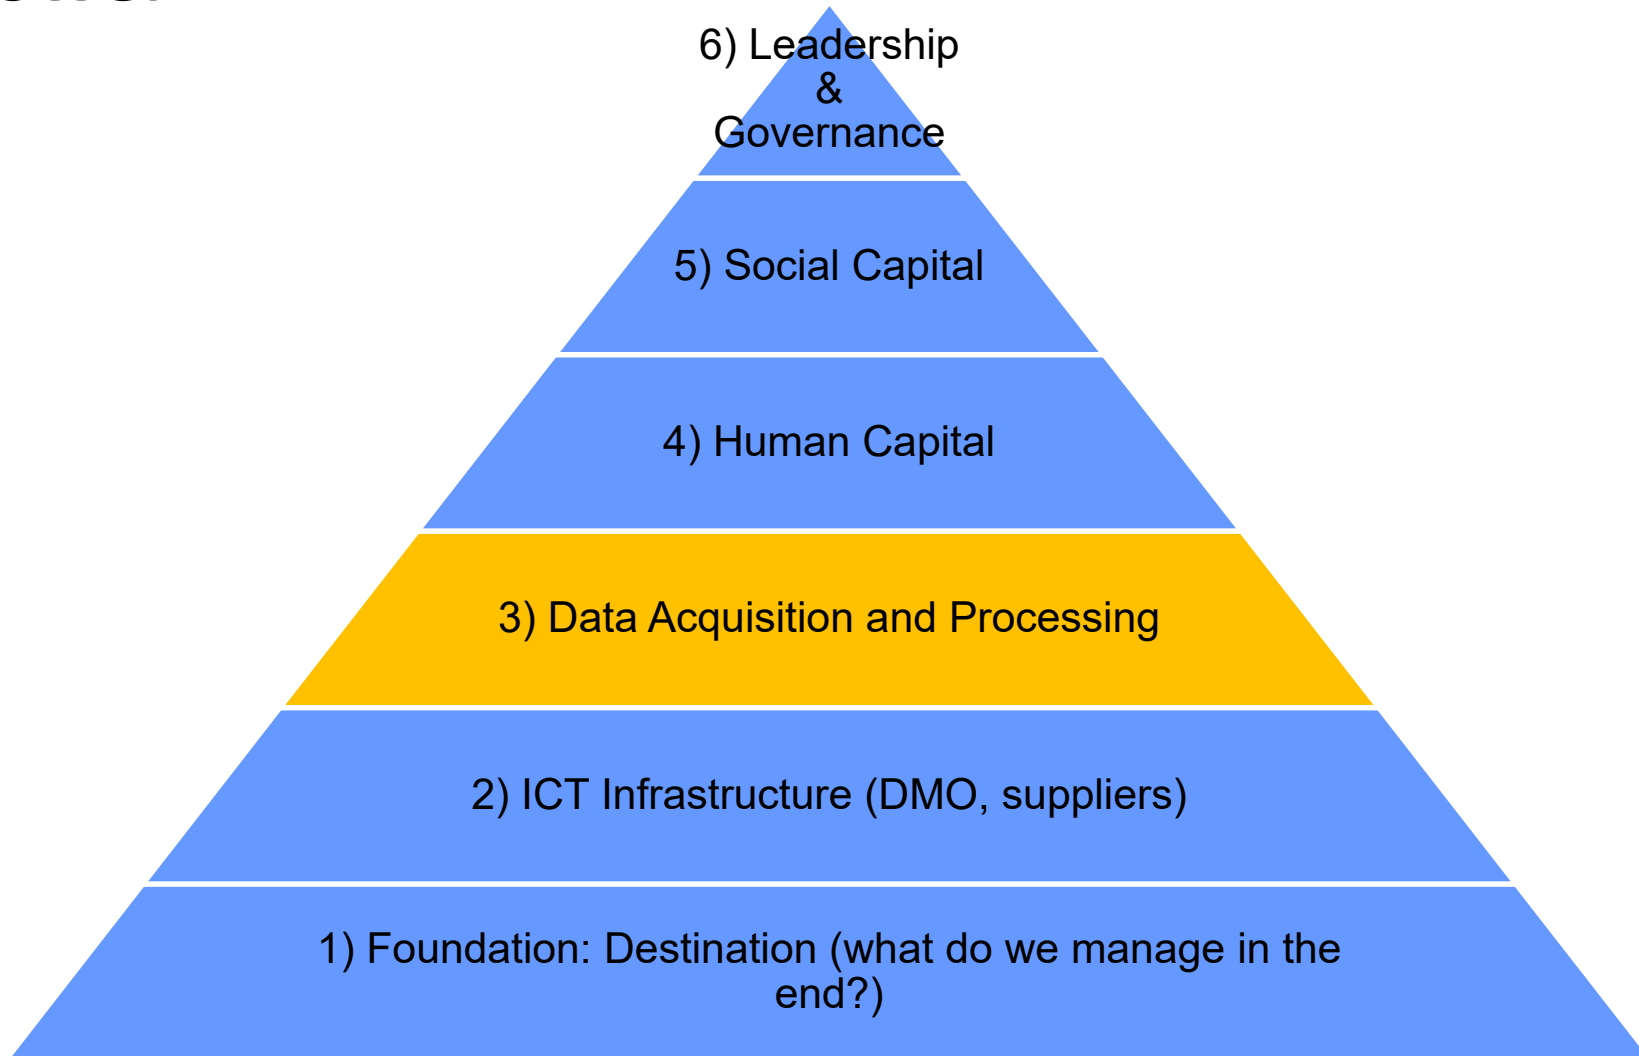 6) Leadership
&
Governance
5) Social Capital
4) Human Capital
3) Data Acquisition and Processing
2) ICT Infrastructure (DMO, suppliers)
1) Foundation: Destination (what do we manage in the
end?)